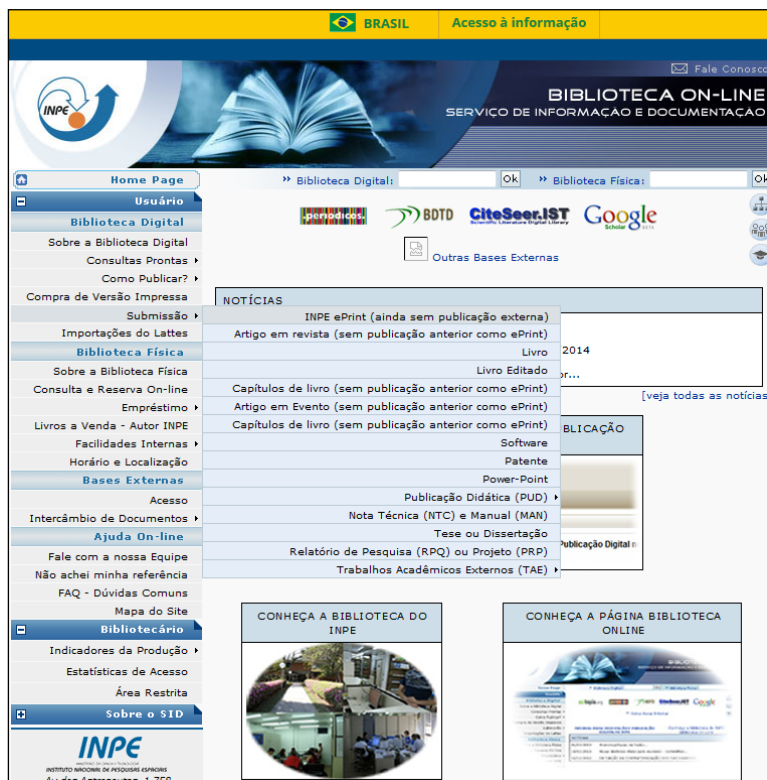 BRASIL
Acesso à informação
Fale Conosco
INPE
BIBLIOTECA ON-LINE
SERVIÇO DE INFORMAÇÃO E DOCUMENTAÇÃO
Home Page
Biblioteca Digital: Ok Biblioteca Física: Ok
Usuário
Biblioteca Digital
Sobre a Biblioteca Digital
Consultas Prontas
Como Publicar?
Compra de Versão Impressa
Submissão
Importações do Lattes
Biblioteca Física
Sobre a Biblioteca Física
Consulta e Reserva On-line
Empréstimo
Livros a Venda - Autor INPE
Facilidades Internas
Horário e Localização
Bases Externas
Acesso
Intercâmbio de Documentos
Ajuda On-line
Fale com a nossa Equipe
Não achei minha referência
FAQ - Dúvidas Comuns
Mapa do Site
Bibliotecário
Indicadores da Produção
Estatísticas de Acesso
Área Restrita
Sobre o SID
INPE
INSTITUTO NACIONAL DE PESQUISAS ESPACIAIS
.periodicos. BDTD CiteSeer.IST Google
Scientific Literature Digital Library
Scholar BETA
Outras Bases Externas
NOTÍCIAS
INPE ePrint (ainda sem publicação externa)
Artigo em revista (sem publicação anterior como ePrint)
Livro
Livro Editado
Capítulos de livro (sem publicação anterior como ePrint)
Artigo em Evento (sem publicação anterior como ePrint)
Capítulos de livro (sem publicação anterior como ePrint)
Software
Patente
Power-Point
Publicação Didática (PUD)
Nota Técnica (NTC) e Manual (MAN)
Tese ou Dissertação
Relatório de Pesquisa (RPQ) ou Projeto (PRP)
Trabalhos Acadêmicos Externos (TAE)
2014
or...
[veja todas as notícias
BLICAÇÃO
Publicação Digital
CONHEÇA A BIBLIOTECA DO
INPE
CONHEÇA A PÁGINA BIBLIOTECA
ONLINE